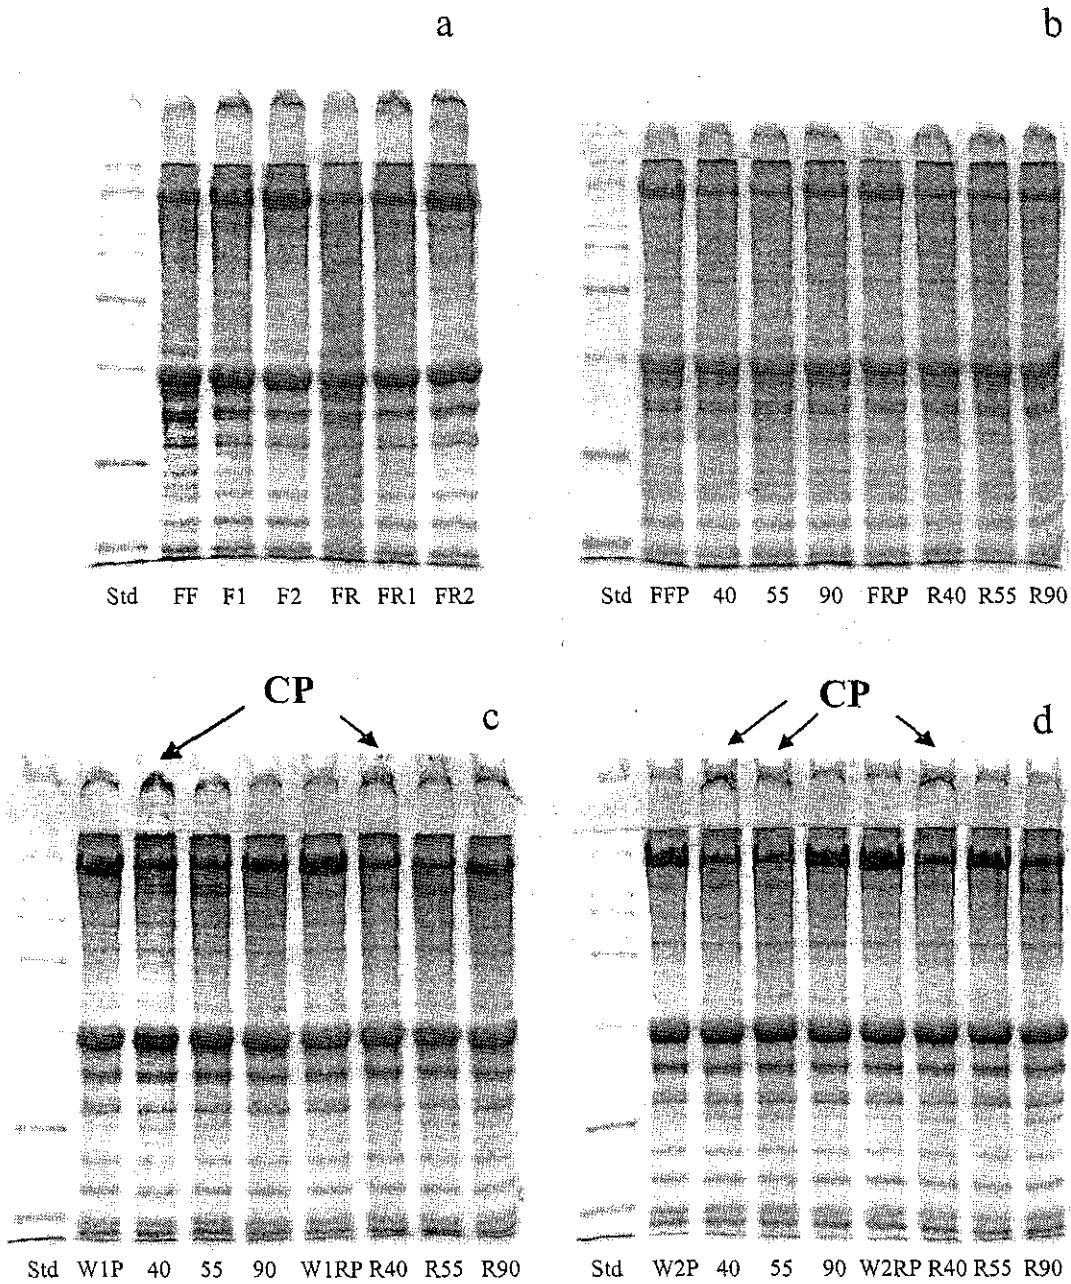 a
b
Std FF F1 F2 FR FR1 FR2
Std FFP 40 55 90 FRP R40 R55 R90
CP
c
CP
d
Std W1P 40 55 90 W1RP R40 R55 R90
Std W2P 40 55 90 W2RP R40 R55 R90